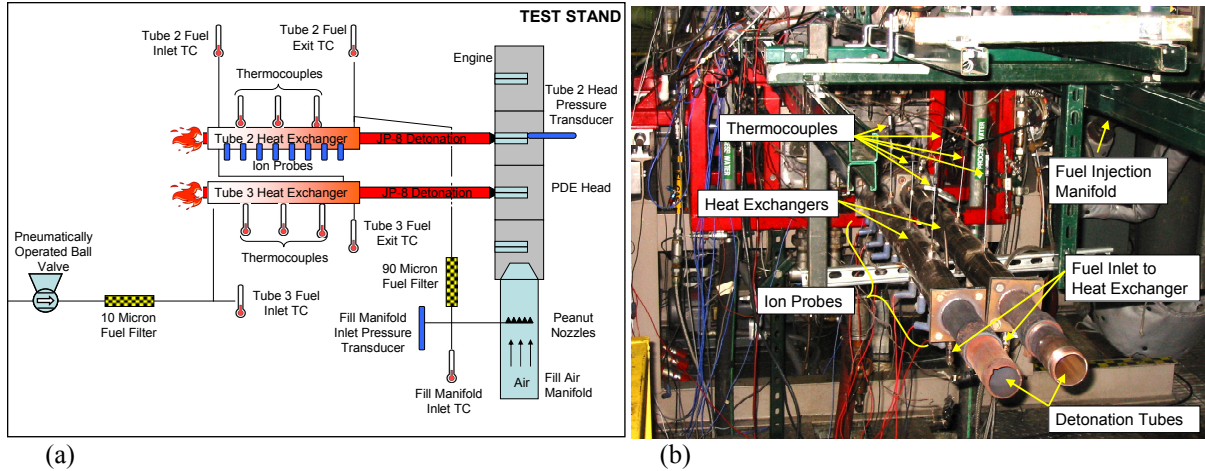 TEST STAND
Tube 2 Fuel
Inlet TC
Tube 2 Fuel
Exit TC
Engine
Thermocouples
Tube 2 Head
Pressure
Transducer
Tube 2 Heat Exchanger
JP-8 Detonation
Ion Probes
Tube 3 Heat Exchanger
JP-8 Detonation
PDE Head
Thermocouples
Tube 3 Fuel
Exit TC
Pneumatically
Operated Ball
Valve
90 Micron
Fuel Filter
10 Micron
Fuel Filter
Tube 3 Fuel
Inlet TC
Fill Manifold
Inlet Pressure
Transducer
Peanut
Nozzles
Air
Fill Air
Manifold
Fill Manifold
Inlet TC
(a)
Thermocouples
PROCESS WATER
Fuel Injection
Manifold
Heat Exchangers
Ion Probes
Fuel Inlet to
Heat Exchanger
Detonation Tubes
(b)